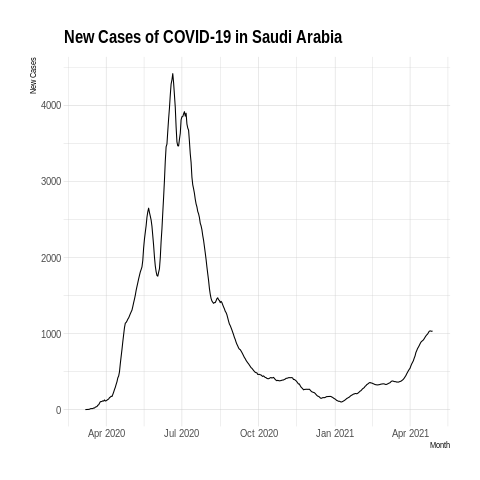 New Cases of COVID-19 in Saudi Arabia
New Cases
4000
3000
2000
1000
0
Apr 2020 Jul 2020 Oct 2020 Jan 2021 Apr 2021
Month